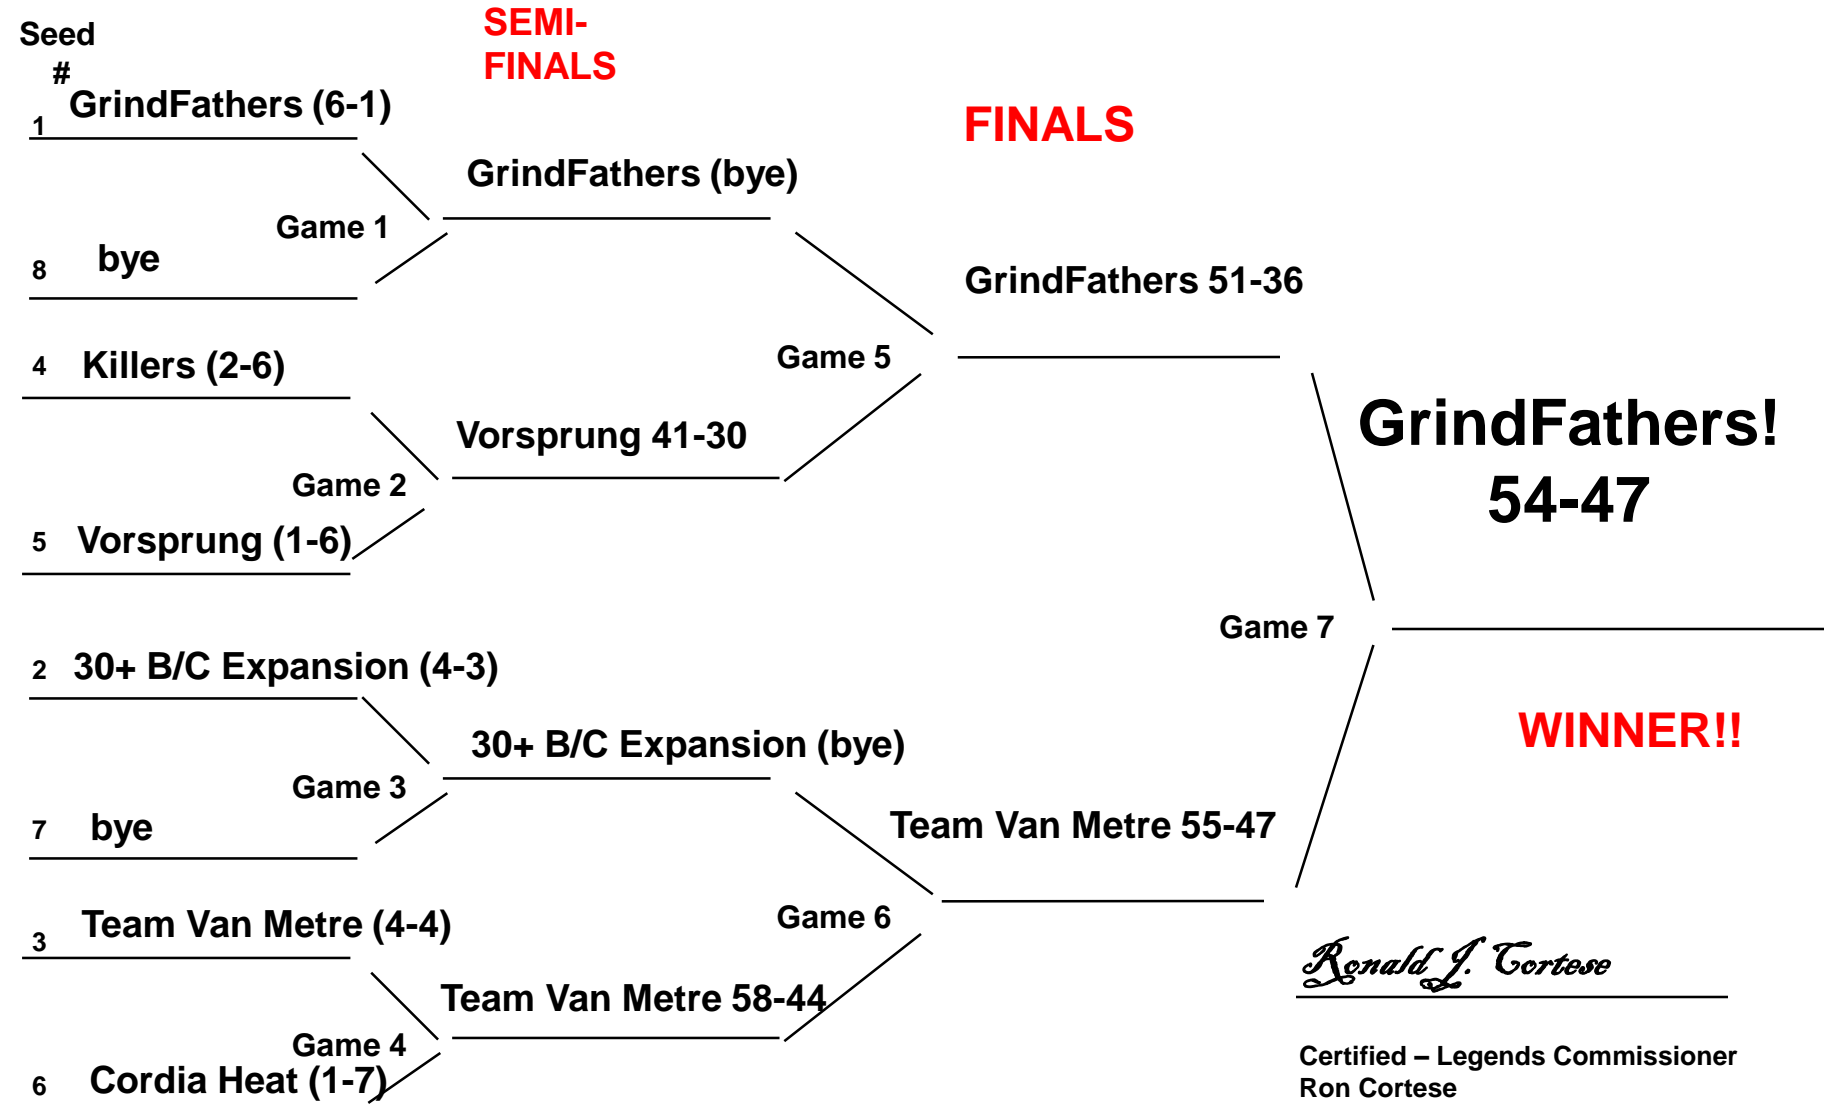 Seed
#
SEMI-
FINALS
FINALS
1 GrindFathers (6-1)
GrindFathers (bye)
Game 1
8 bye
GrindFathers 51-36
4 Killers (2-6)
Game 5
Vorsprung 41-30
Game 2
5 Vorsprung (1-6)
GrindFathers!
54-47
Game 7
2 30+ B/C Expansion (4-3)
30+ B/C Expansion (bye)
WINNER!!
Game 3
7 bye
Team Van Metre 55-47
3 Team Van Metre (4-4)
Game 6
Team Van Metre 58-44
Game 4
6 Cordia Heat (1-7)
Ronald J. Cortese
Certified – Legends Commissioner
Ron Cortese